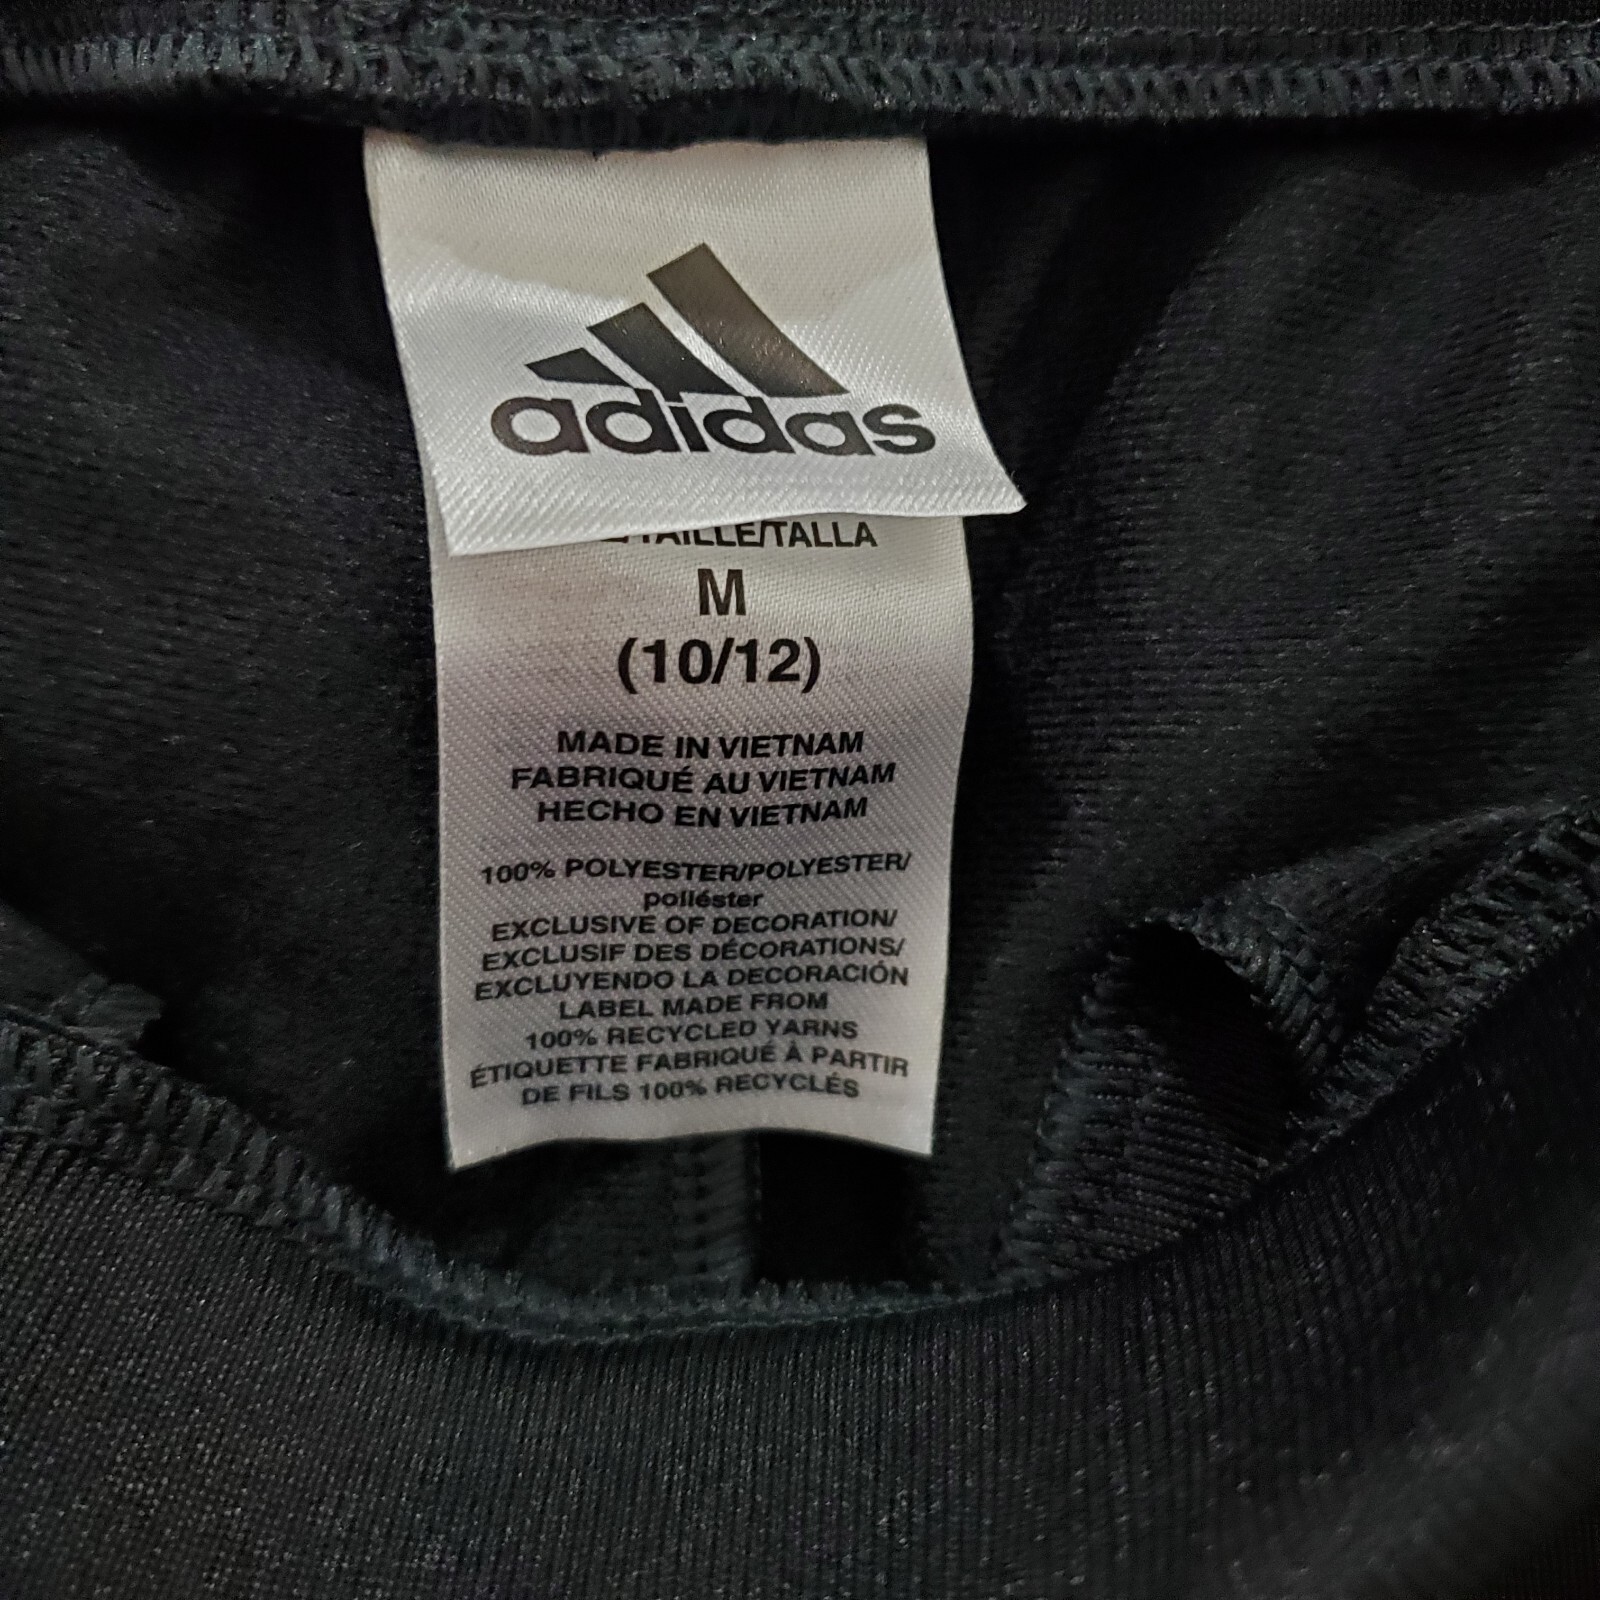 adidas
TAILLE/TALLA
M
(10/12)
MADE IN VIETNAM
FABRIQUÉ AU VIETNAM
HECHO EN VIETNAM
100% POLYESTER/POLYESTER/
poliéster
EXCLUSIVE OF DECORATION/
EXCLUSIF DES DÉCORATIONS/
EXCLUYENDO LA DECORACIÓN
LABEL MADE FROM
100% RECYCLED YARNS
ÉTIQUETTE FABRIQUÉ À PARTIR
DE FILS 100% RECYCLÉS